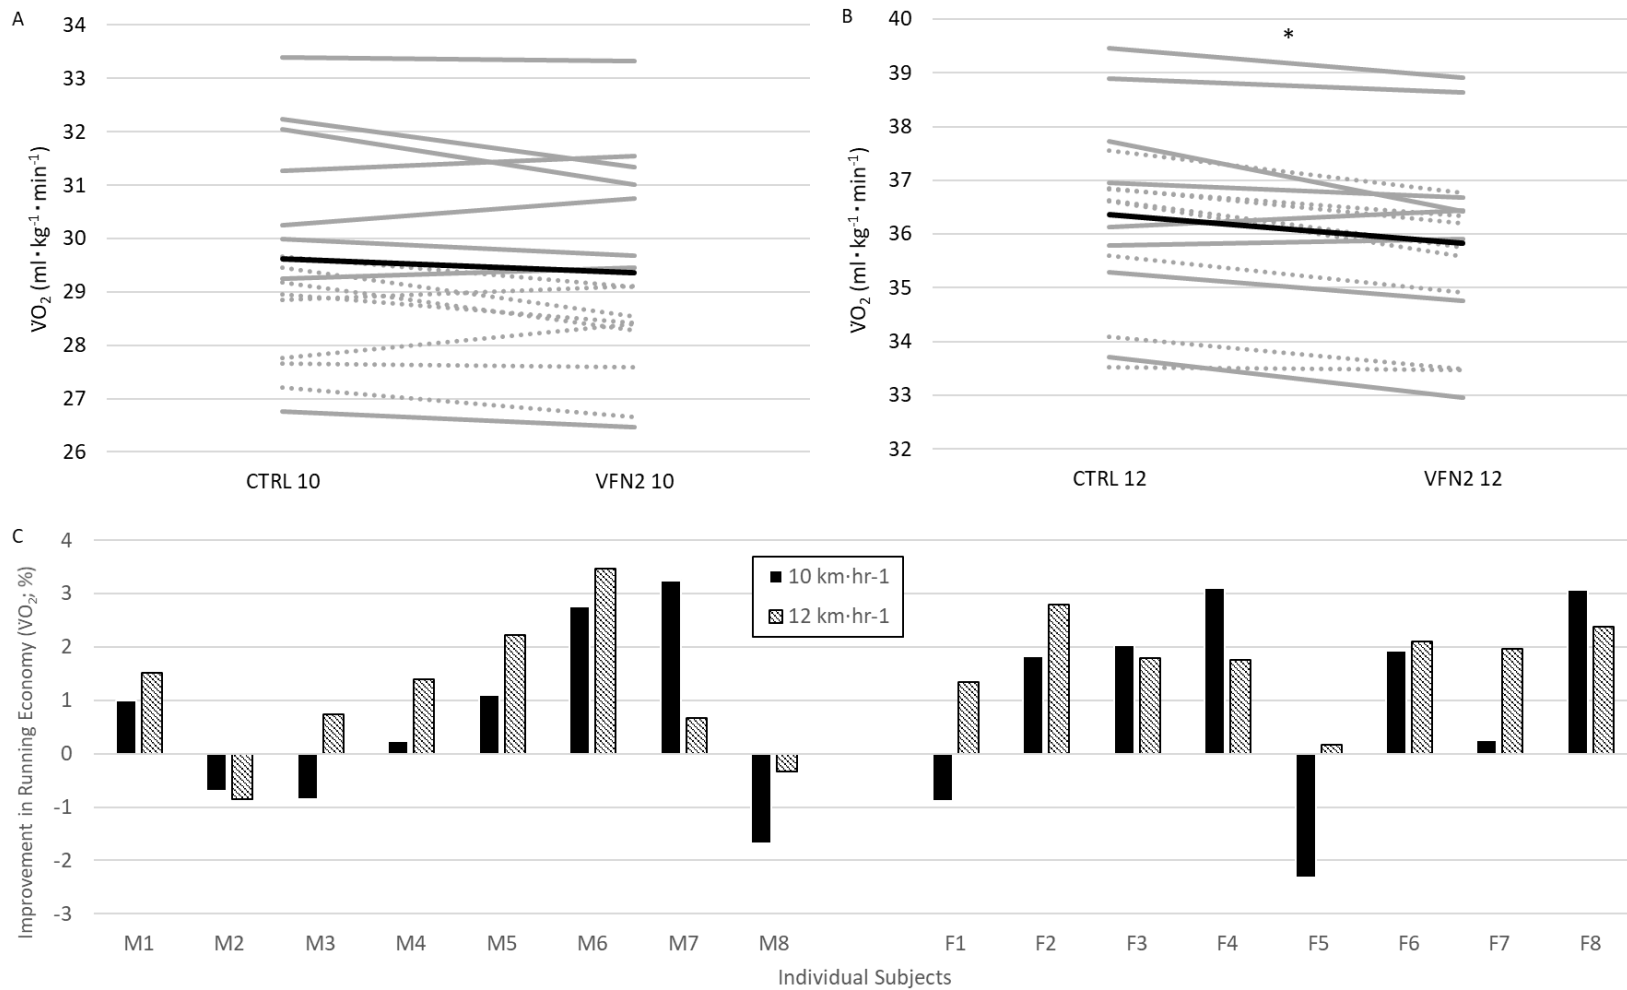 A
34
33
32
31
30
29
28
27
26
V̇O₂ (ml· kg⁻¹· min⁻¹)
CTRL 10
VFN2 10
B
*
40
39
38
37
36
35
34
33
32
V̇O₂ (ml· kg⁻¹· min⁻¹)
CTRL 12
VFN2 12
C
4
3
2
1
0
-1
-2
-3
Improvement in Running Economy (V̇O₂; %)
10 km·hr-1
12 km·hr-1
M1 M2 M3 M4 M5 M6 M7 M8 F1 F2 F3 F4 F5 F6 F7 F8
Individual Subjects